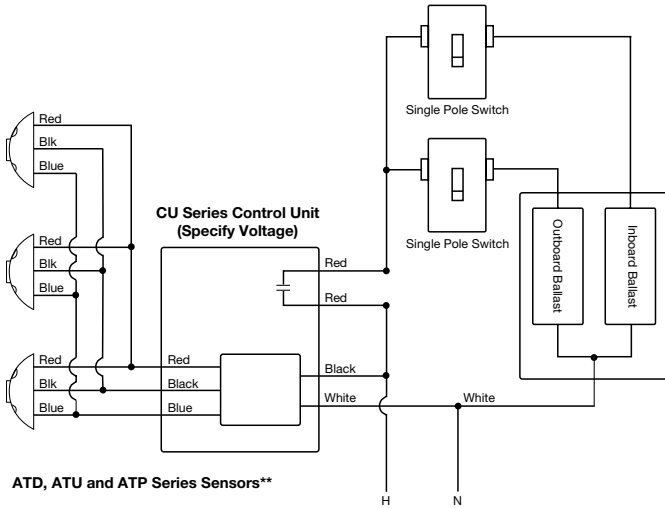 Single Pole Switch
Red
Blk
Blue
CU Series Control Unit
(Specify Voltage)
Single Pole Switch
Outboard Ballast
Inboard Ballast
Red
Blk
Blue
Red
Red
Red
Blk
Blue
Red
Black
Blue
Black
White
White
ATD, ATU and ATP Series Sensors**
H
N